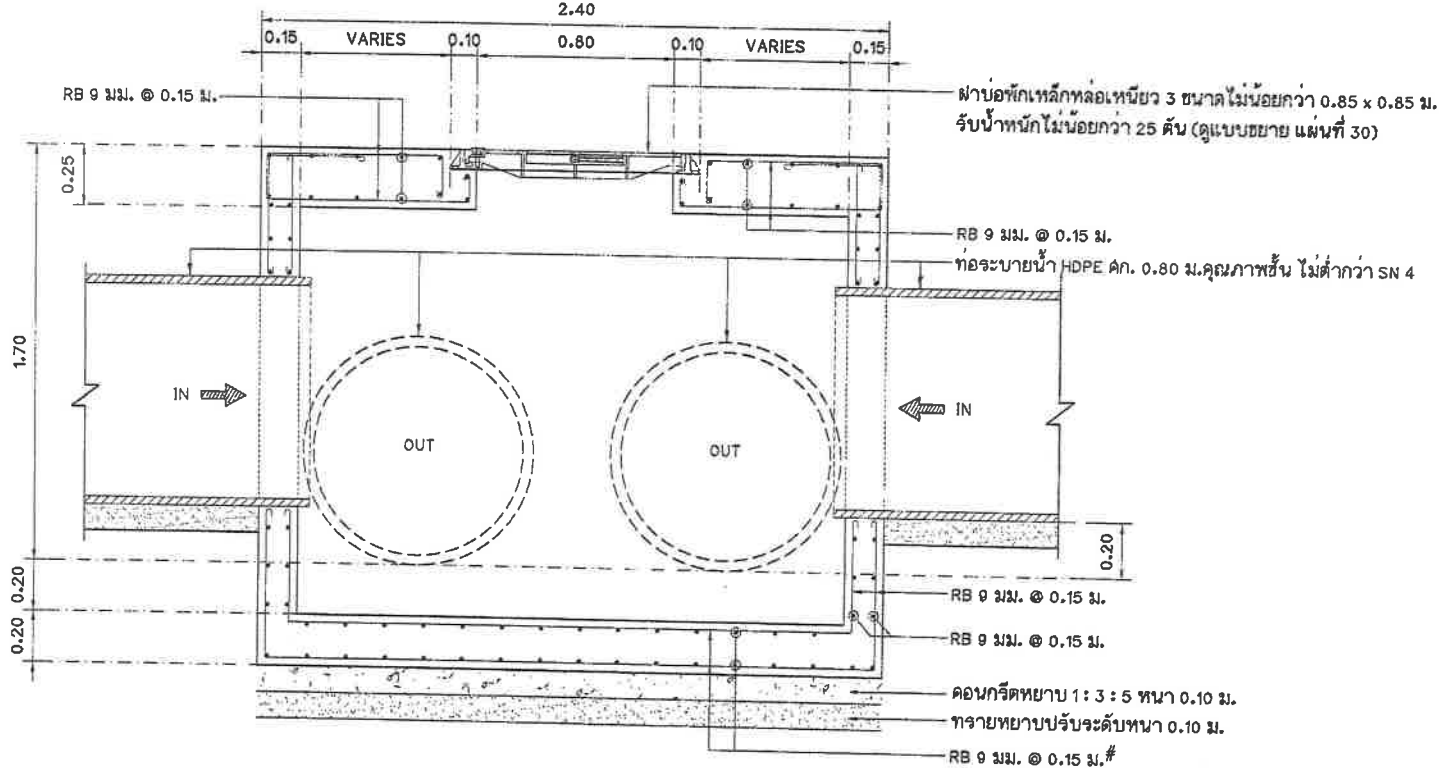 2.40
0.15 VARIES 0.10 0.80 0.10 VARIES 0.15
RB 9 มม. @ 0.15 ม.
ฝาบ่อพักเหล็กหล่อเหนียว 3 ขนาดไม่น้อยกว่า 0.85 x 0.85 ม.
รับน้ำหนักไม่น้อยกว่า 25 ตัน (ดูแบบขยาย แผ่นที่ 30)
0.25
RB 9 มม. @ 0.15 ม.
ท่อระบายน้ำ HDPE ศก. 0.80 ม.คุณภาพชั้น ไม่ต่ำกว่า SN 4
1.70
IN
IN
OUT
OUT
0.20
0.20
0.20
RB 9 มม. @ 0.15 ม.
RB 9 มม. @ 0.15 ม.
คอนกรีตหยาบ 1 : 3 : 5 หนา 0.10 ม.
ทรายหยาบปรับระดับหนา 0.10 ม.
RB 9 มม. @ 0.15 ม.#